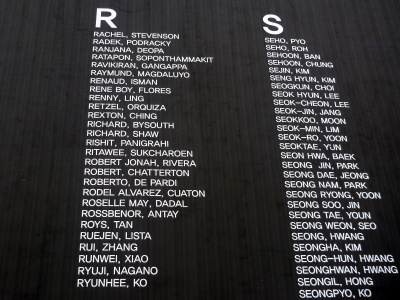 R
RACHEL, STEVENSON
RADEK, PODRACKY
RANJANA, DEOPA
RATAPON, SOPONTHAMMAKIT
RAVIKIRAN, GANGAPPA
RAYMUND, MAGDALUYO
RENAUD, ISMAN
RENE BOY, FLORES
RENNY, LING
RETZEL, ORQUIZA
REXTON, CHING
RICHARD, BYSOUTH
RICHARD, SHAW
RISHIT, PANIGRAHI
RITAWEE, SUKCHAROEN
ROBERT JONAH, RIVERA
ROBERT, CHATTERTON
ROBERTO, DE PARDI
RODEL ALVAREZ, CUATON
ROSELLE MAY, DADAL
ROSSBENOR, ANTAY
ROYS, TAN
RUEJEN, LISTA
RUI, ZHANG
RUNWEI, XIAO
RYUJI, NAGANO
RYUNHEE, KO
S
SEHO, PYO
SEHO, ROH
SEHOON, BAN
SEHOON, CHUNG
SEJIN, KIM
SENG HYUN, KIM
SEOGKUN, CHOI
SEOK HYUN, LEE
SEOK-CHEON, LEE
SEOK-JIN, JANG
SEOKKOO, MOON
SEOK-MIN, LIM
SEOK-RO, YOON
SEOKTAE, YUN
SEON HWA, BAEK
SEONG JIN, PARK
SEONG DAE, JEONG
SEONG NAM, PARK
SEONG RYONG, YOON
SEONG SOO, JIN
SEONG TAE, YOUN
SEONG WEON, SEO
SEONG, HWANG
SEONGHA, KIM
SEONG-HUN, HWANG
SEONGHWAN, HWANG
SEONGIL, HONG
SEONGPYO, KO